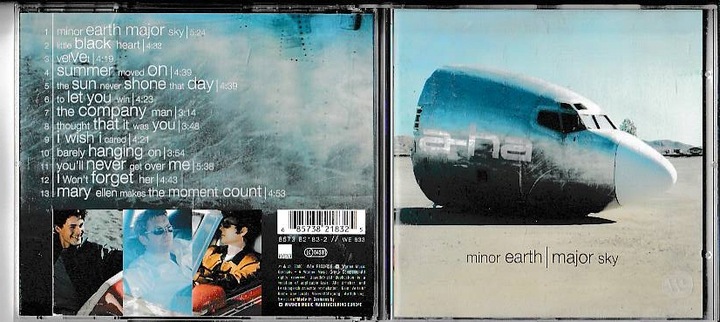 1 minor earth major sky | 5:24
2 little black heart | 4:32
3 velvet | 4:19
4 summer moved on | 4:39
5 the sun never shone that day | 4:39
6 to let you win | 4:23
7 the company man | 3:14
8 thought that it was you | 3:48
9 I wish I cared | 4:21
10 barely hanging on | 3:54
11 you'll never get over me | 5:38
12 I won't forget her | 4:43
13 mary ellen makes the moment count | 4:53
6 85738 21832 5
8573 82183-2 // WE 833
a-ha
minor earth | major sky